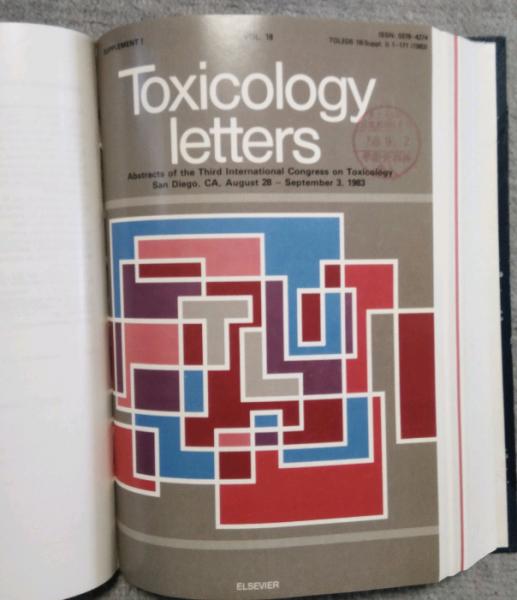 SUPPLEMENT 1
VOL. 18
ISSN: 0378-4274
TOLED5 18(Suppl. 1) 1-171 (1983)
Toxicology
letters
Abstracts of the Third International Congress on Toxicology
San Diego, CA, August 28 – September 3, 1983
ELSEVIER